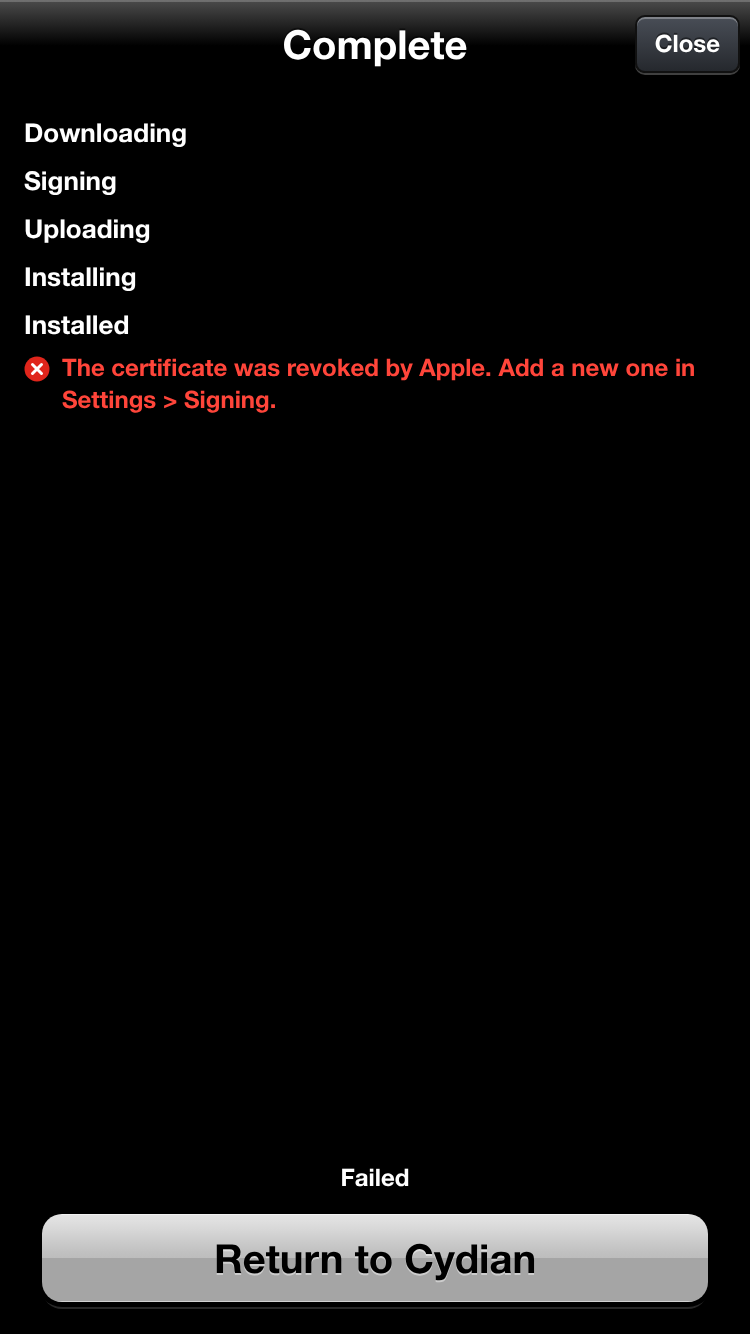 Complete
Close
Downloading
Signing
Uploading
Installing
Installed
The certificate was revoked by Apple. Add a new one in
Settings > Signing.
Failed
Return to Cydian